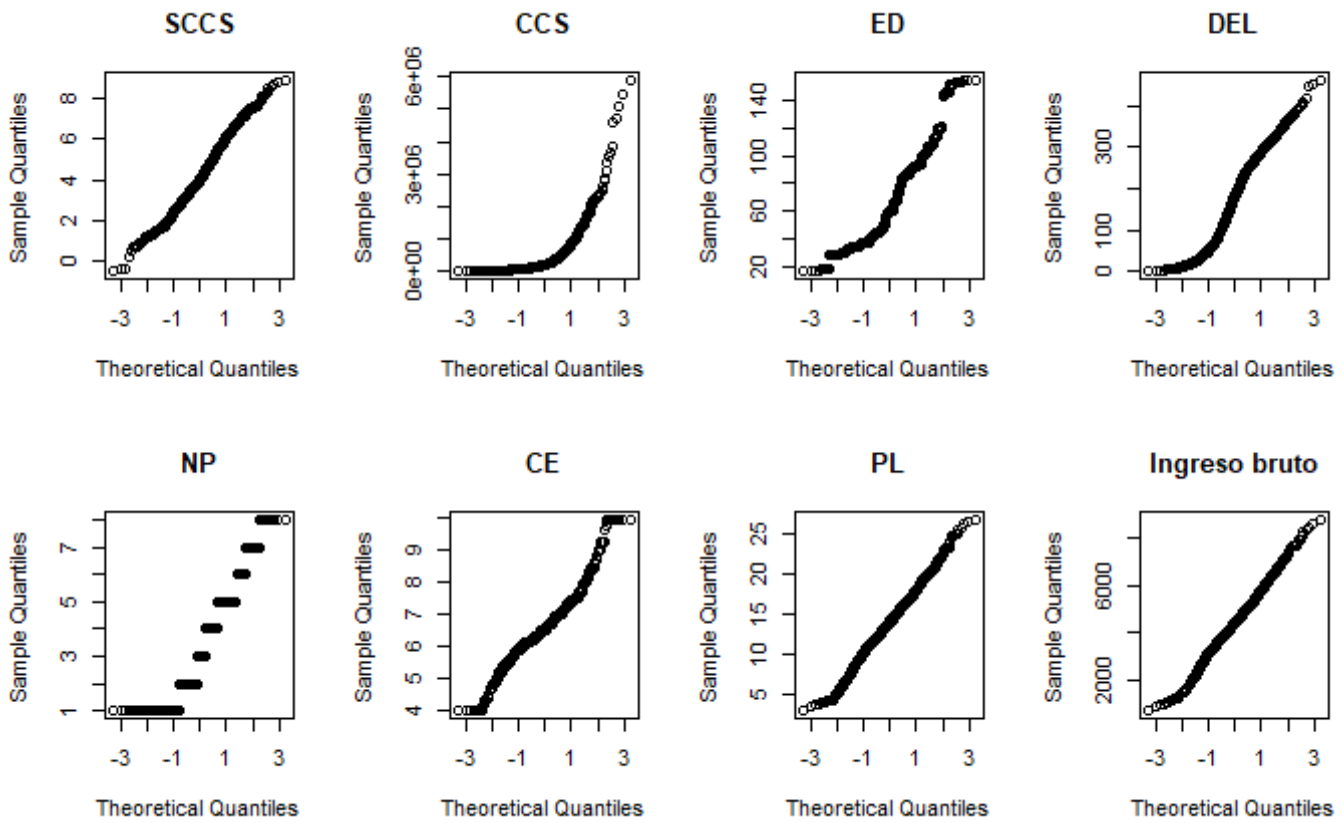 SCCS
CCS
ED
DEL
Sample Quantiles
0 2 4 6 8
-3 -1 1 3
Theoretical Quantiles
Sample Quantiles
0e+00 3e+06 6e+06
-3 -1 1 3
Theoretical Quantiles
Sample Quantiles
20 60 100 140
-3 -1 1 3
Theoretical Quantiles
Sample Quantiles
0 100 300
-3 -1 1 3
Theoretical Quantiles
NP
CE
PL
Ingreso bruto
Sample Quantiles
1 3 5 7
-3 -1 1 3
Theoretical Quantiles
Sample Quantiles
4 5 6 7 8 9
-3 -1 1 3
Theoretical Quantiles
Sample Quantiles
5 10 15 20 25
-3 -1 1 3
Theoretical Quantiles
Sample Quantiles
2000 6000
-3 -1 1 3
Theoretical Quantiles